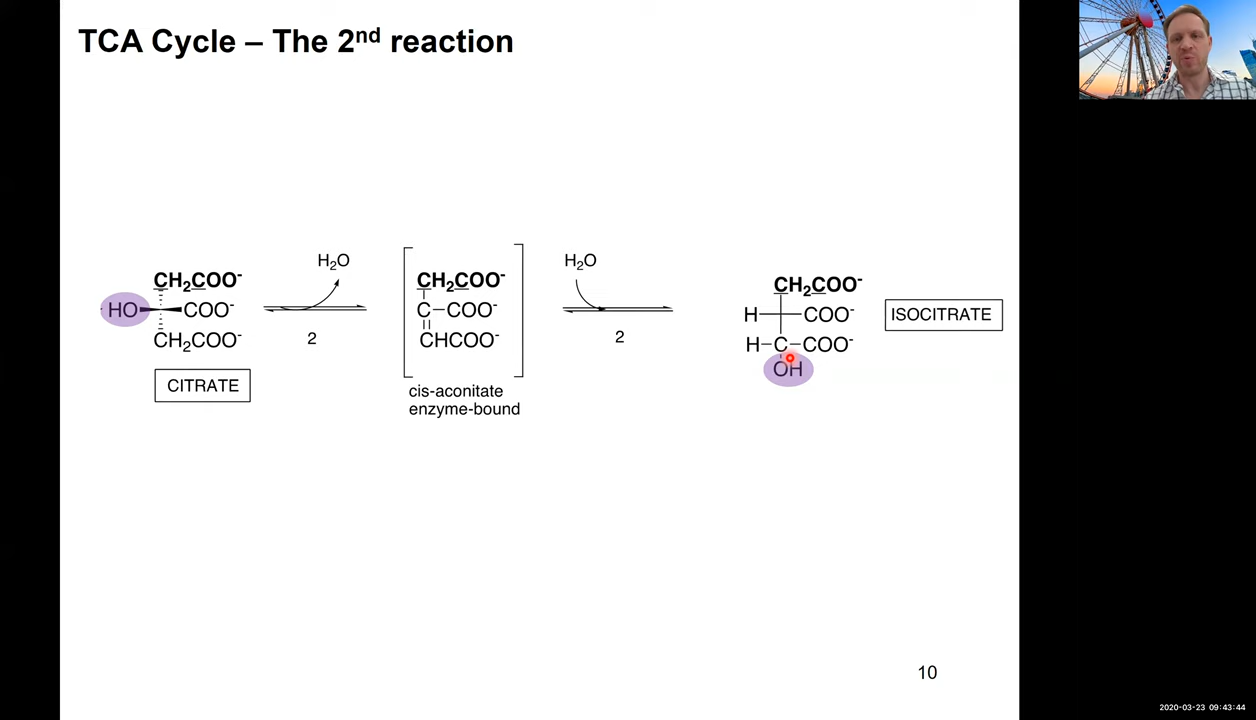 TCA Cycle – The 2nd reaction
H2O
H2O
CH2COO-
HO
COO-
CH2COO-
CITRATE
2
CH2COO-
C–COO-
CHCOO-
cis-aconitate
enzyme-bound
2
CH2COO-
H
COO-
H–C–COO-
OH
ISOCITRATE
10
2020-03-23 09:43:44